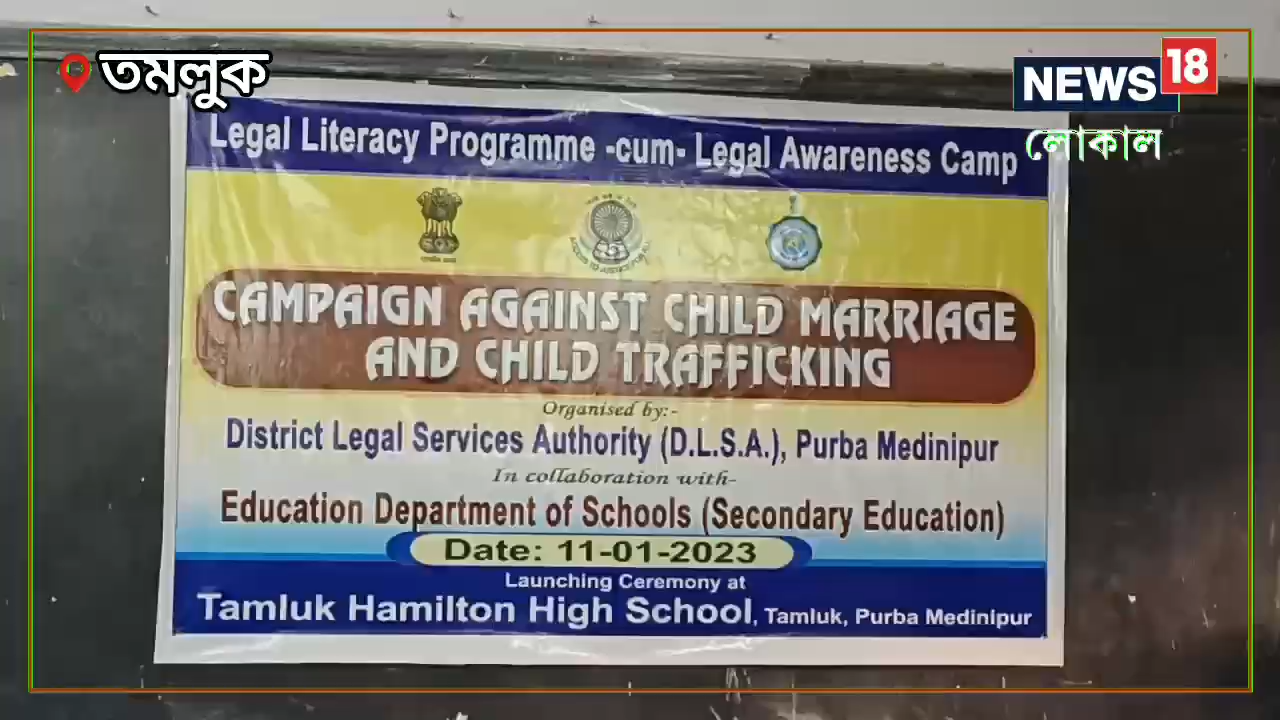 তমলুক
NEWS 18
লোকাল
Legal Literacy Programme -cum- Legal Awareness Camp
CAMPAIGN AGAINST CHILD MARRIAGE
AND CHILD TRAFFICKING
Organised by:-
District Legal Services Authority (D.L.S.A.), Purba Medinipur
In collaboration with-
Education Department of Schools (Secondary Education)
Date: 11-01-2023
Launching Ceremony at
Tamluk Hamilton High School, Tamluk, Purba Medinipur